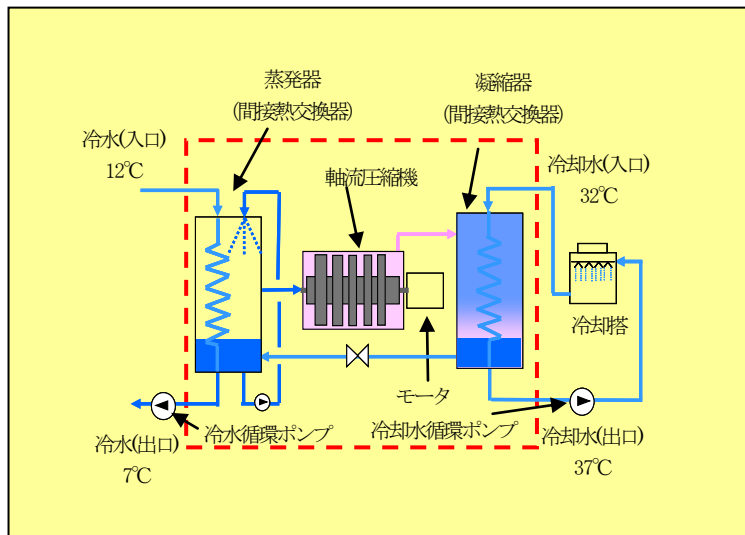 蒸発器
(間接熱交換器)
凝縮器
(間接熱交換器)
冷水(入口)
12℃
軸流圧縮機
冷却水(入口)
32℃
冷却塔
モータ
冷水循環ポンプ
冷却水循環ポンプ
冷水(出口)
7℃
冷却水(出口)
37℃